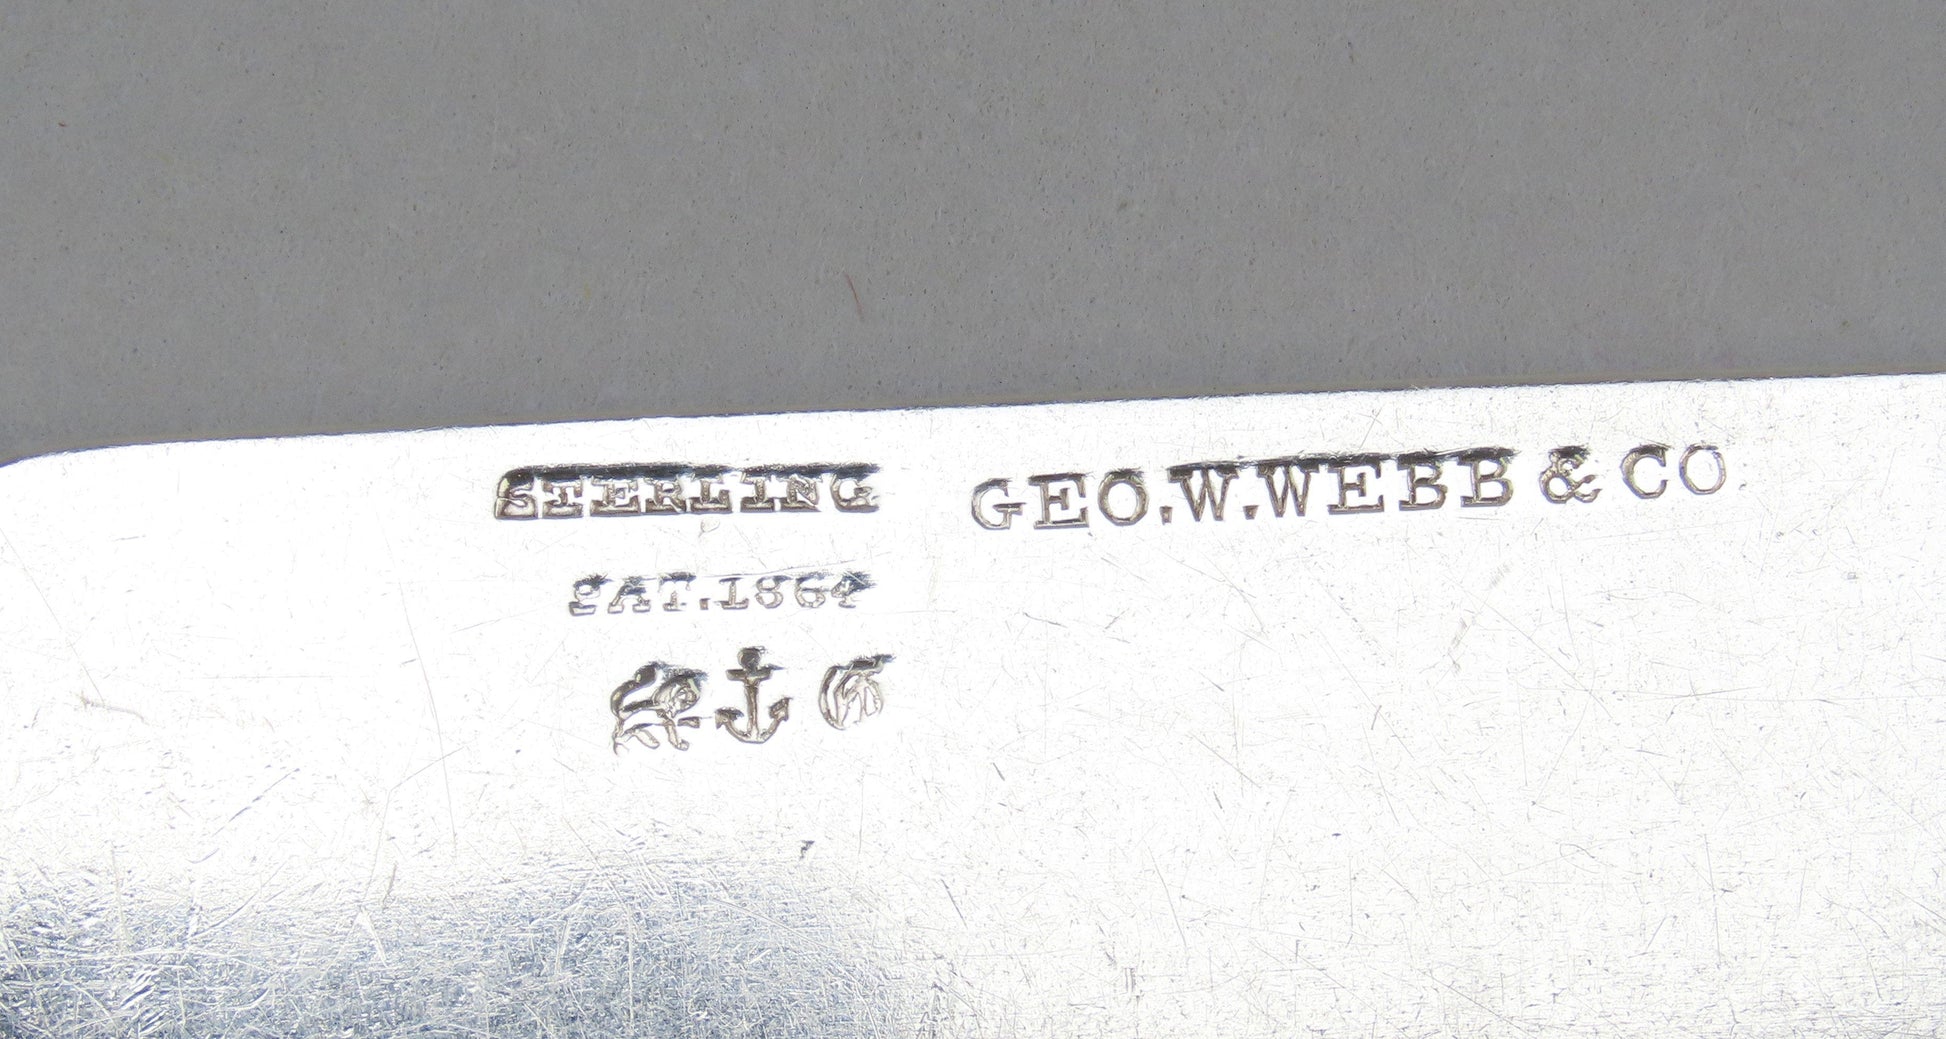 STERLING GEO.W.WEBB & CO
PAT.1864
G